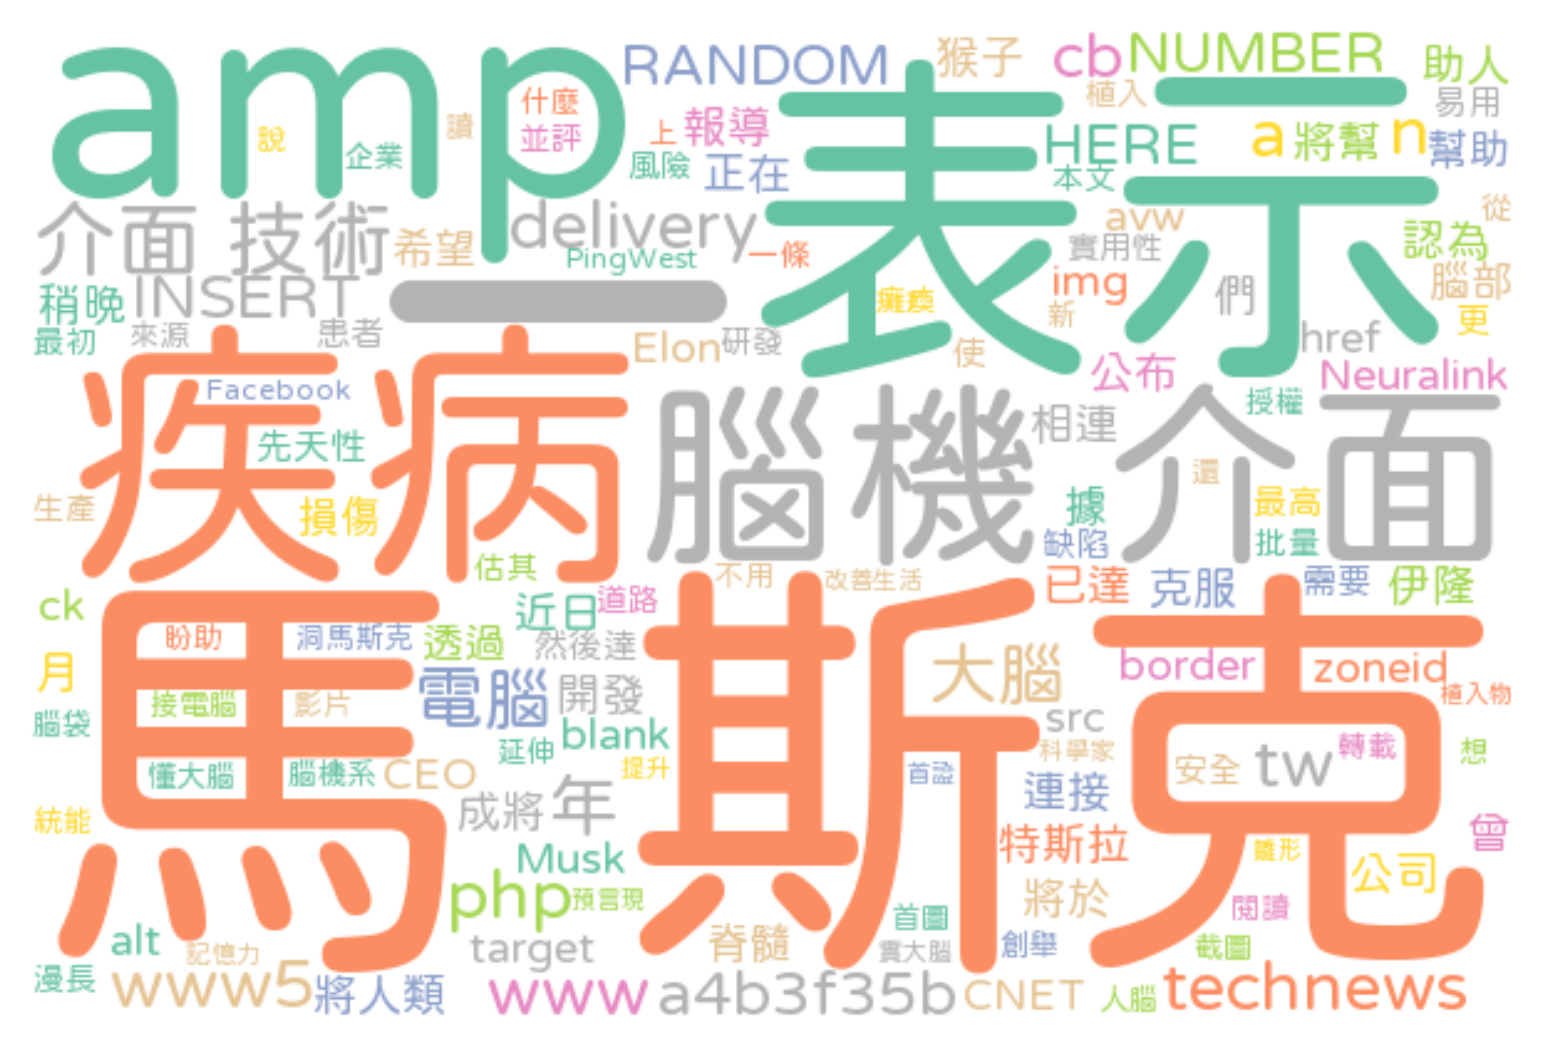 amp
表示
RANDOM
猴子
cb
NUMBER
助人
植入
易用
什麼
並評
上
報導
HERE
a
將幫
n
幫助
說
企業
讀
風險
正在
本文
介面 技術
希望
delivery
PingWest
一條
avw
實用性
從
認為
稍晚
INSERT
一
癱瘓
img
新
們
腦部
更
最初
來源
患者
Elon
研發
使
公布
href
Neuralink
疾病
Facebook
先天性
腦機
介面
相連
授權
還
生產
損傷
據
最高
缺陷
批量
估其
不用
改善生活
已達
克服
需要
伊隆
ck
馬斯克
近日
道路
盼助
洞馬斯克
透過
然後達
大腦
border
zoneid
月
接電腦
影片
電腦
開發
植入物
腦袋
延伸
blank
src
科學家
安全
tw
轉載
想
懂大腦
腦機系
CEO
提升
首證
連接
統能
成將
年
特斯拉
曾
Musk
雛形
公司
php
預言現
首圖
將於
閱讀
alt
記憶力
target
脊髓
實大腦
創舉
截圖
漫長
www5
將人類
www
a4b3f35b
CNET
人腦
technews